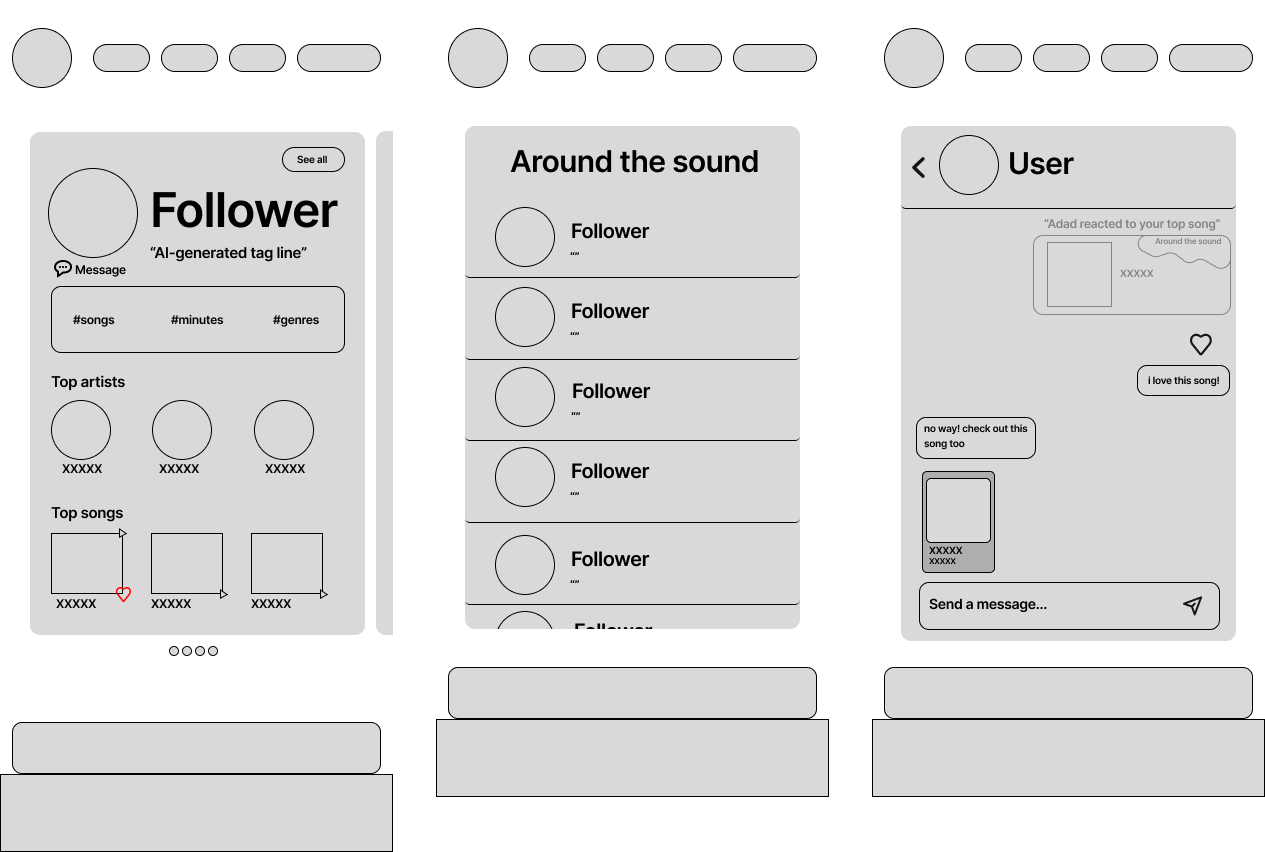 See all
Follower
“AI-generated tag line”
Message
#songs
#minutes
#genres
Top artists
XXXXX
XXXXX
XXXXX
Top songs
XXXXX
XXXXX
XXXXX
Around the sound
Follower
“”
Follower
“”
Follower
“”
Follower
“”
Follower
“”
Follower
User
“Adad reacted to your top song”
Around the sound
XXXXX
i love this song!
no way! check out this
song too
XXXXX
XXXXX
Send a message...